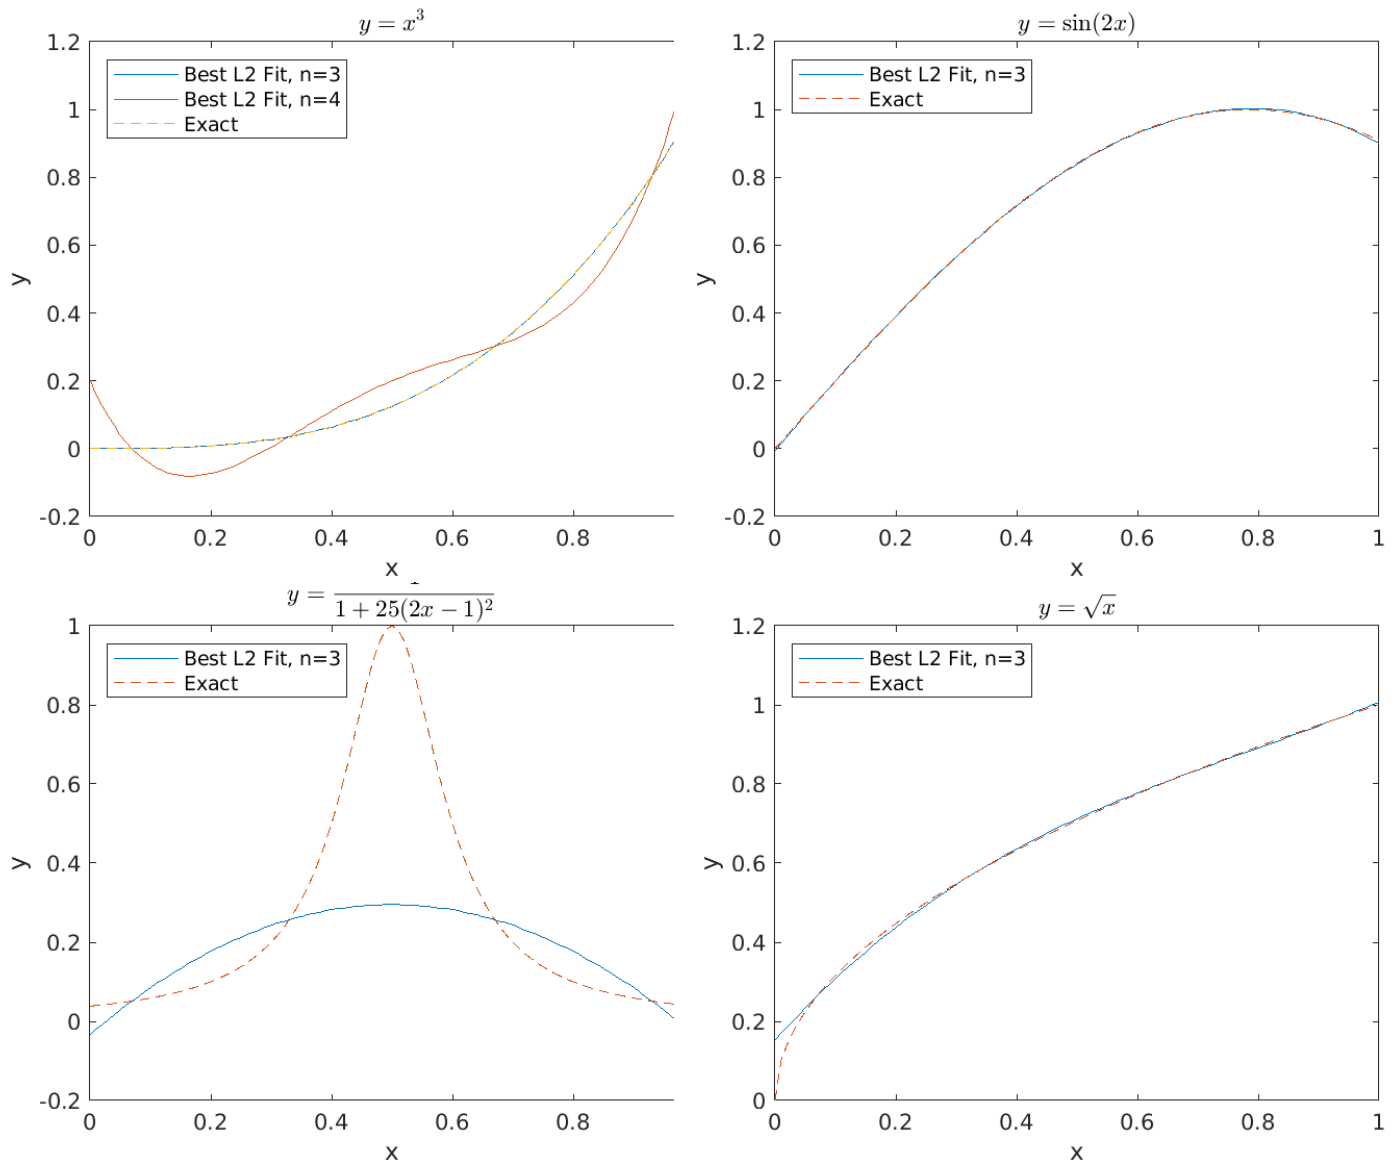 y = x³
1.2
1
0.8
0.6
0.4
0.2
0
-0.2
y
Best L2 Fit, n=3
Best L2 Fit, n=4
Exact
0 0.2 0.4 0.6 0.8
x
y = sin(2x)
1.2
1
0.8
0.6
0.4
0.2
0
-0.2
y
Best L2 Fit, n=3
Exact
0 0.2 0.4 0.6 0.8 1
x
y =
1 + 25(2x − 1)²
1
0.8
0.6
0.4
0.2
0
-0.2
y
Best L2 Fit, n=3
Exact
0 0.2 0.4 0.6 0.8
x
y = √x
1.2
1
0.8
0.6
0.4
0.2
0
y
Best L2 Fit, n=3
Exact
0 0.2 0.4 0.6 0.8 1
x